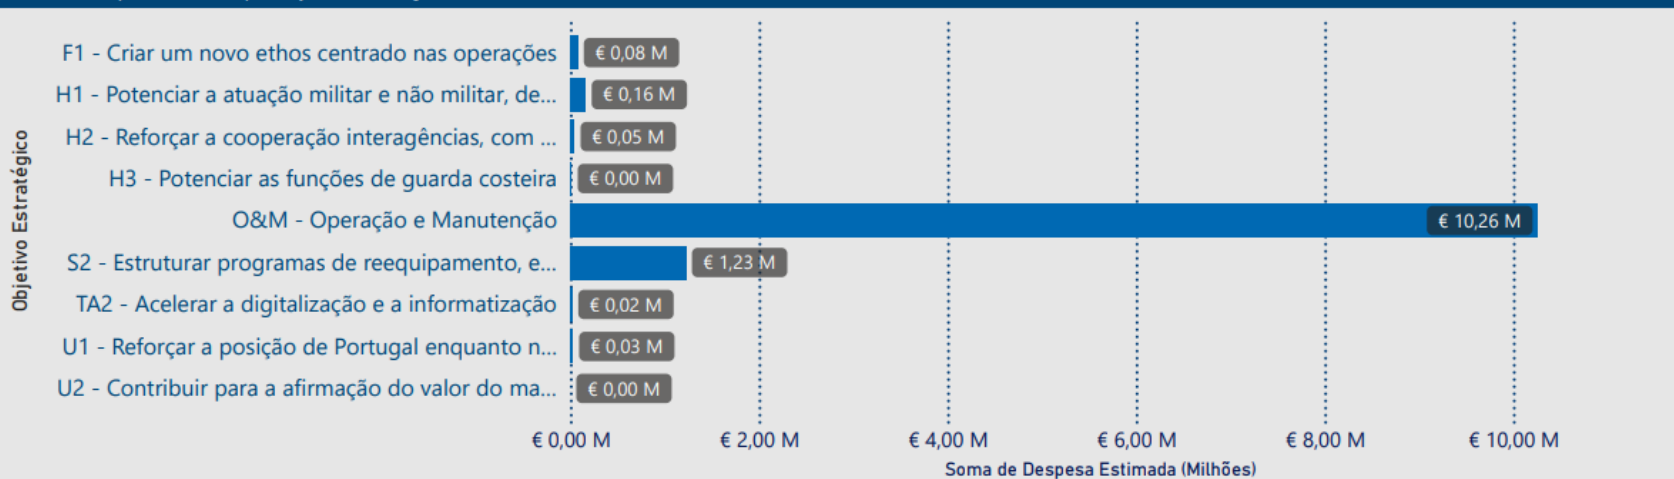 F1 - Criar um novo ethos centrado nas operações
€ 0,08 M
H1 - Potenciar a atuação militar e não militar, de...
€ 0,16 M
H2 - Reforçar a cooperação interagências, com ...
€ 0,05 M
H3 - Potenciar as funções de guarda costeira
€ 0,00 M
O&M - Operação e Manutenção
€ 10,26 M
S2 - Estruturar programas de reequipamento, e...
€ 1,23 M
TA2 - Acelerar a digitalização e a informatização
€ 0,02 M
U1 - Reforçar a posição de Portugal enquanto n...
€ 0,03 M
U2 - Contribuir para a afirmação do valor do ma...
€ 0,00 M
Objetivo Estratégico
€ 0,00 M
€ 2,00 M
€ 4,00 M
€ 6,00 M
€ 8,00 M
€ 10,00 M
Soma de Despesa Estimada (Milhões)